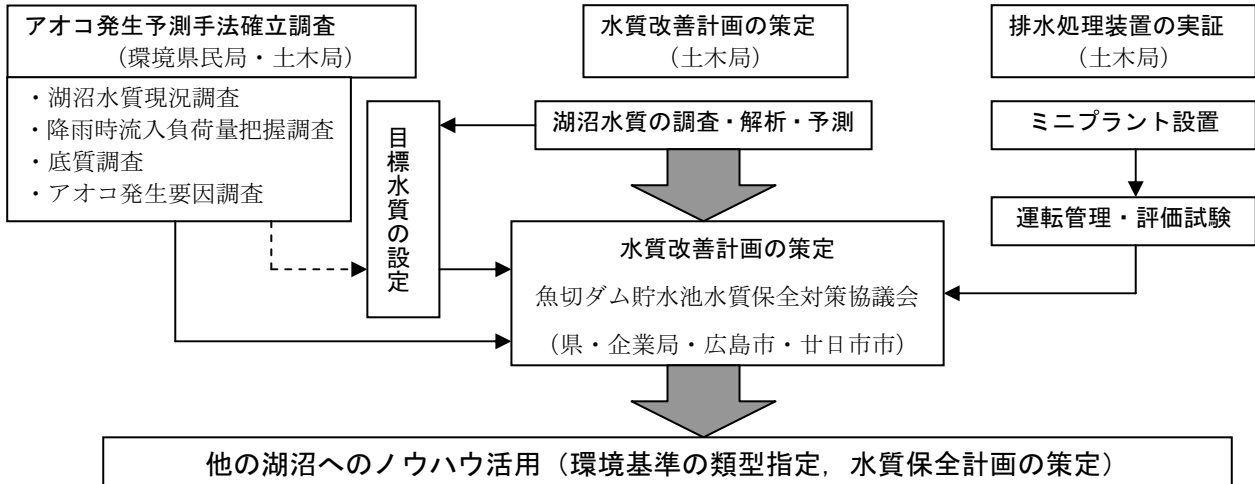 アオコ発生予測手法確立調査
（環境県民局・土木局）
・湖沼水質現況調査
・降雨時流入負荷量把握調査
・底質調査
・アオコ発生要因調査
目標水質の設定
水質改善計画の策定
（土木局）
湖沼水質の調査・解析・予測
排水処理装置の実証
（土木局）
ミニプラント設置
運転管理・評価試験
水質改善計画の策定
魚切ダム貯水池水質保全対策協議会
（県・企業局・広島市・廿日市市）
他の湖沼へのノウハウ活用（環境基準の類型指定，水質保全計画の策定）